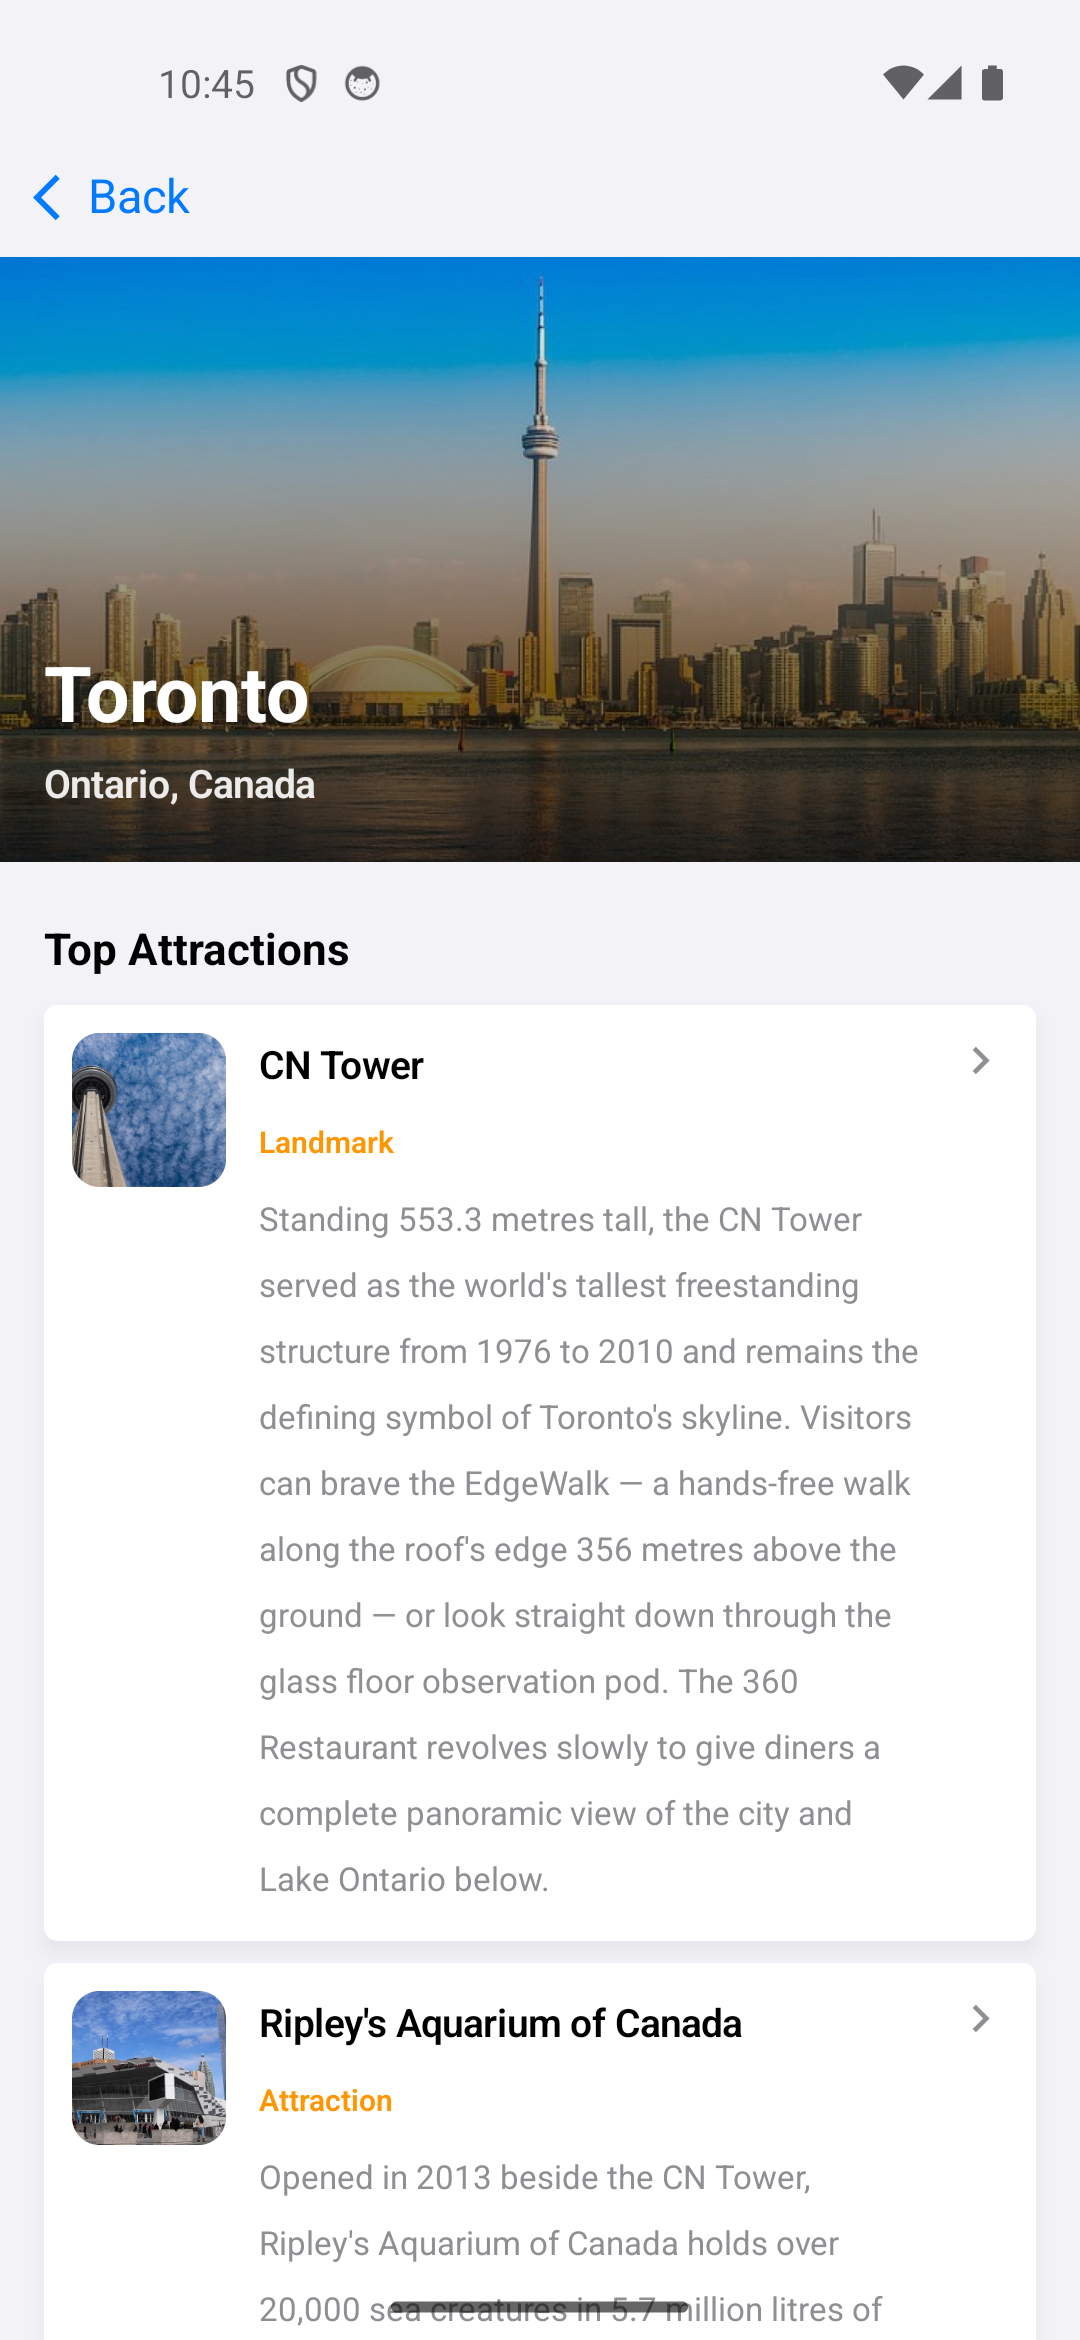 10:45
Back
Toronto
Ontario, Canada
Top Attractions
CN Tower
Landmark
Standing 553.3 metres tall, the CN Tower
served as the world's tallest freestanding
structure from 1976 to 2010 and remains the
defining symbol of Toronto's skyline. Visitors
can brave the EdgeWalk — a hands-free walk
along the roof's edge 356 metres above the
ground — or look straight down through the
glass floor observation pod. The 360
Restaurant revolves slowly to give diners a
complete panoramic view of the city and
Lake Ontario below.
Ripley's Aquarium of Canada
Attraction
Opened in 2013 beside the CN Tower,
Ripley's Aquarium of Canada holds over
20,000 sea creatures in 5.7 million litres of